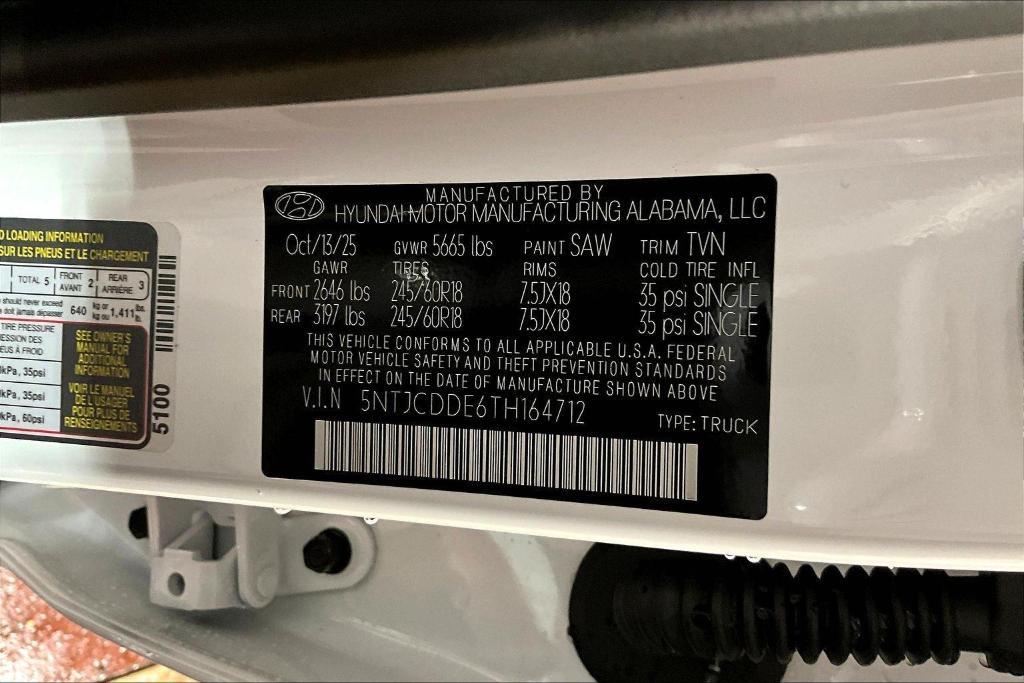 MANUFACTURED BY
HYUNDAI MOTOR MANUFACTURING ALABAMA, LLC
Oct/13/25 GVWR 5665 lbs PAINT SAW TRIM TVN
GAWR TIRES RIMS COLD TIRE INFL
FRONT 2646 lbs 245/60R18 7.5JX18 35 psi SINGLE
REAR 3197 lbs 245/60R18 7.5JX18 35 psi SINGLE
THIS VEHICLE CONFORMS TO ALL APPLICABLE U.S.A. FEDERAL
MOTOR VEHICLE SAFETY AND THEFT PREVENTION STANDARDS
IN EFFECT ON THE DATE OF MANUFACTURE SHOWN ABOVE
V.I.N 5NTJCDDE6TH164712
TYPE: TRUCK
LOADING INFORMATION
SUR LES PNEUS ET LE CHARGEMENT
TOTAL 5 FRONT AVANT 2 REAR ARRIÈRE 3
should never exceed
doit jamais dépasser 640 kg or/ou 1,411 lbs./lb.
TIRE PRESSURE
À FROID
kPa, 35psi
kPa, 35psi
kPa, 60psi
SEE OWNER'S
MANUAL FOR
ADDITIONAL
INFORMATION
VOIR LE MANUEL
DE L'USAGER
POUR PLUS DE
RENSEIGNEMENTS
5100